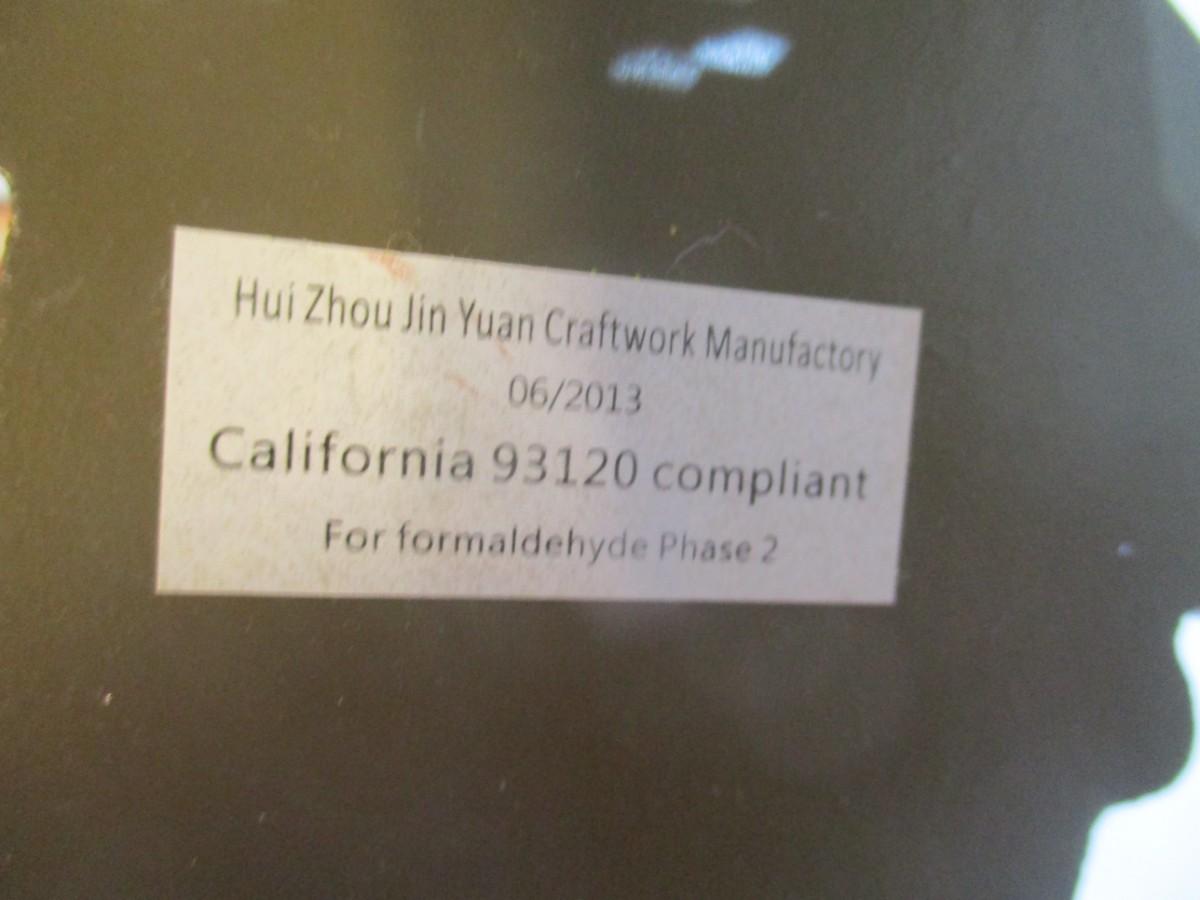 Hui Zhou Jin Yuan Craftwork Manufactory
06/2013
California 93120 compliant
For formaldehyde Phase 2